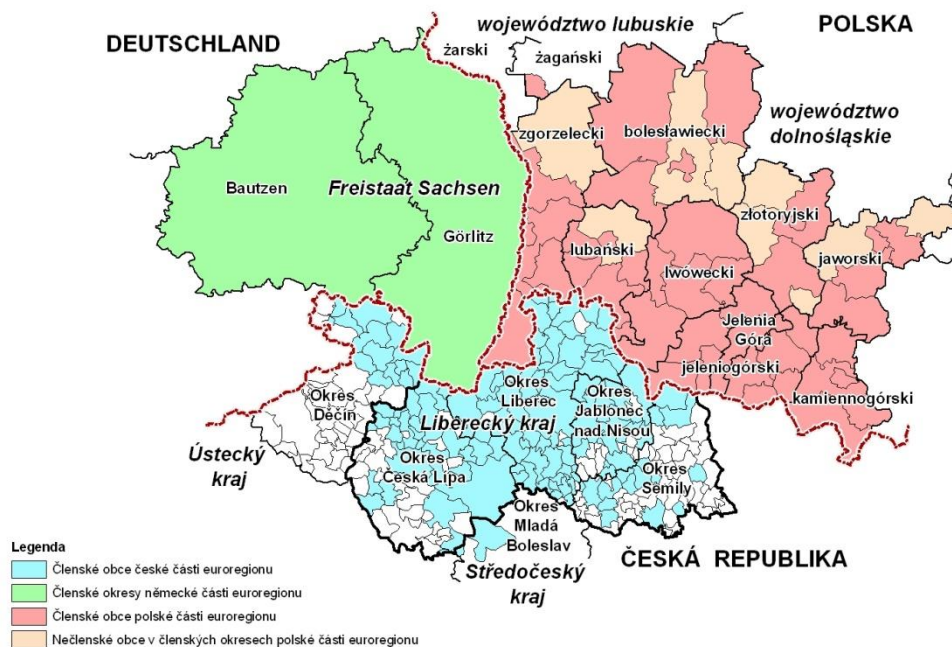 DEUTSCHLAND
województwo lubuskie
POLSKA
żarski
żagański
zgorzelecki
bolesławiecki
województwo
dolnośląskie
Bautzen
Freistaat Sachsen
Görlitz
złotoryjski
lubański
lwówecki
jaworski
Jelenia
Góra
jeleniogórski
kamiennogórski
Okres
Děčín
Okres
Liberec
Okres
Jablonec
nad Nisou
Liberecký kraj
Ústecký
kraj
Okres
Česká Lípa
Okres
Semily
Okres
Mladá
Boleslav
Středočeský
kraj
ČESKÁ REPUBLIKA
Legenda
Členské obce české části euroregionu
Členské okresy německé části euroregionu
Členské obce polské části euroregionu
Nečlenské obce v členských okresech polské části euroregionu